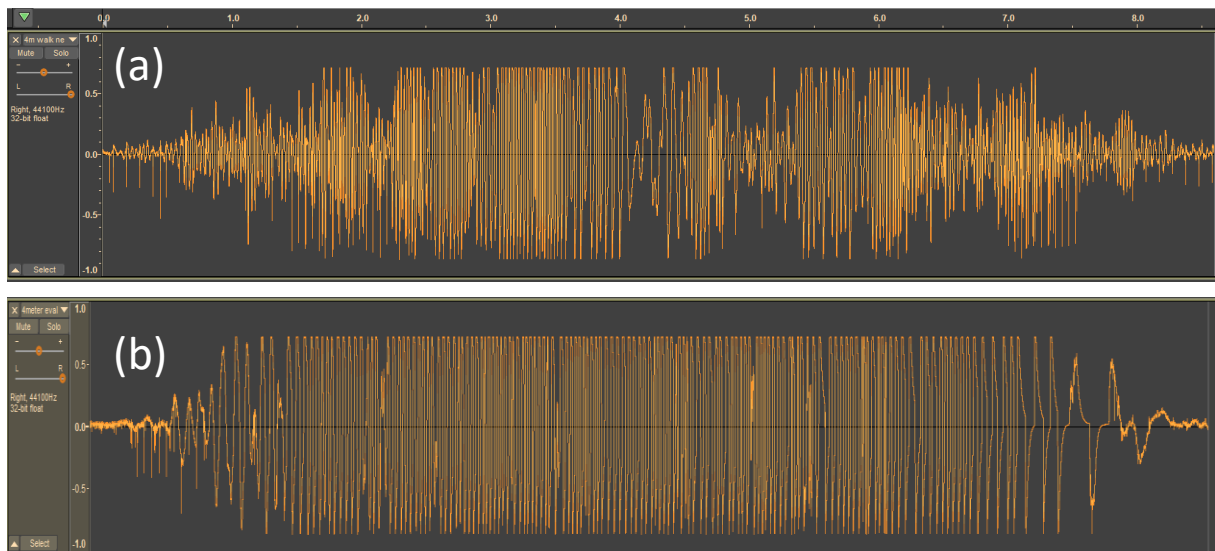 0.0 1.0 2.0 3.0 4.0 5.0 6.0 7.0 8.0
X 4m walk ne
Mute Solo
- +
L R
Right, 44100Hz
32-bit float
Select
1.0
0.5-
0.0-
-0.5-
-1.0
(a)
X 4meter eval
Mute Solo
- +
L R
Right, 44100Hz
32-bit float
Select
1.0
0.5-
0.0-
-0.5-
-1.0
(b)